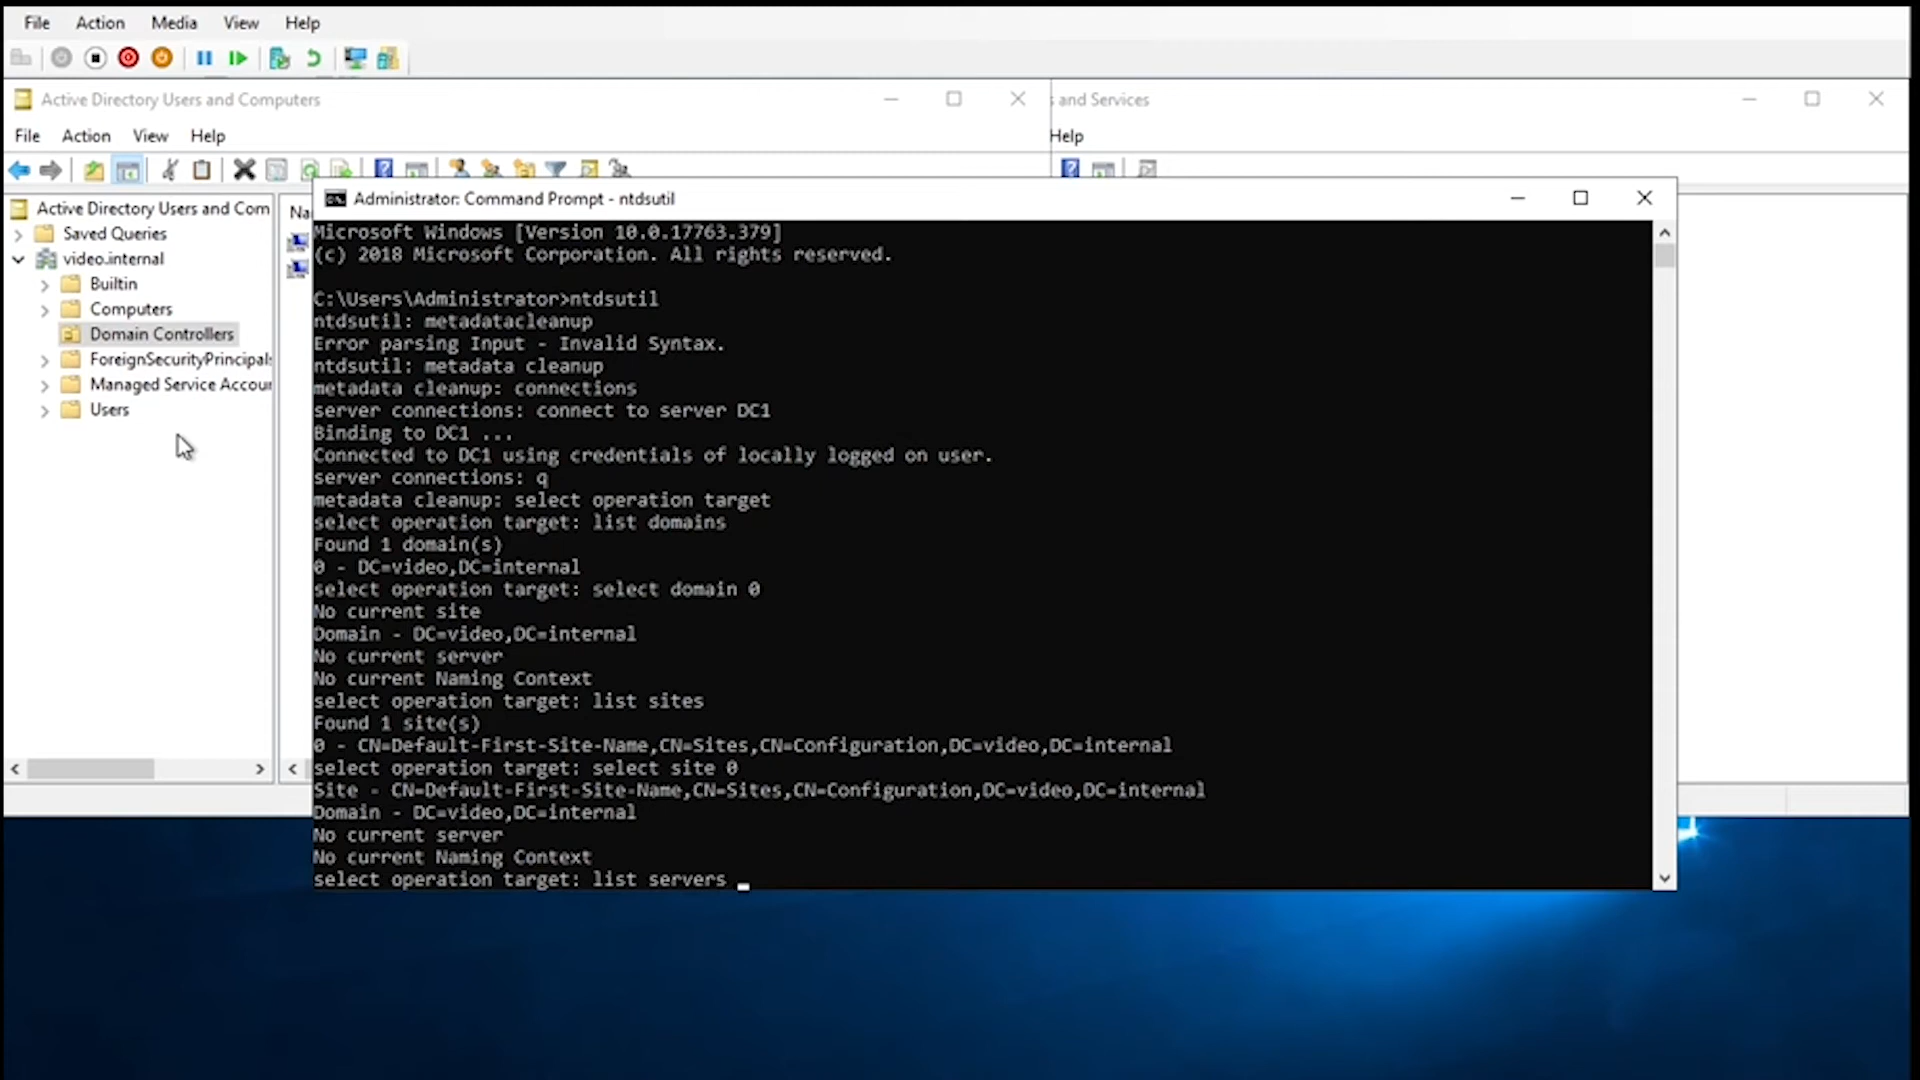 File Action Media View Help
Active Directory Users and Computers
and Services
File Action View Help
Help
Active Directory Users and Com
Saved Queries
video.internal
Builtin
Computers
Domain Controllers
ForeignSecurityPrincipals
Managed Service Accour
Users
Na
Administrator: Command Prompt - ntdsutil
Microsoft Windows [Version 10.0.17763.379]
(c) 2018 Microsoft Corporation. All rights reserved.
C:\Users\Administrator>ntdsutil
ntdsutil: metadatacleanup
Error parsing Input - Invalid Syntax.
ntdsutil: metadata cleanup
metadata cleanup: connections
server connections: connect to server DC1
Binding to DC1 ...
Connected to DC1 using credentials of locally logged on user.
server connections: q
metadata cleanup: select operation target
select operation target: list domains
Found 1 domain(s)
0 - DC=video,DC=internal
select operation target: select domain 0
No current site
Domain - DC=video,DC=internal
No current server
No current Naming Context
select operation target: list sites
Found 1 site(s)
0 - CN=Default-First-Site-Name,CN=Sites,CN=Configuration,DC=video,DC=internal
select operation target: select site 0
Site - CN=Default-First-Site-Name,CN=Sites,CN=Configuration,DC=video,DC=internal
Domain - DC=video,DC=internal
No current server
No current Naming Context
select operation target: list servers